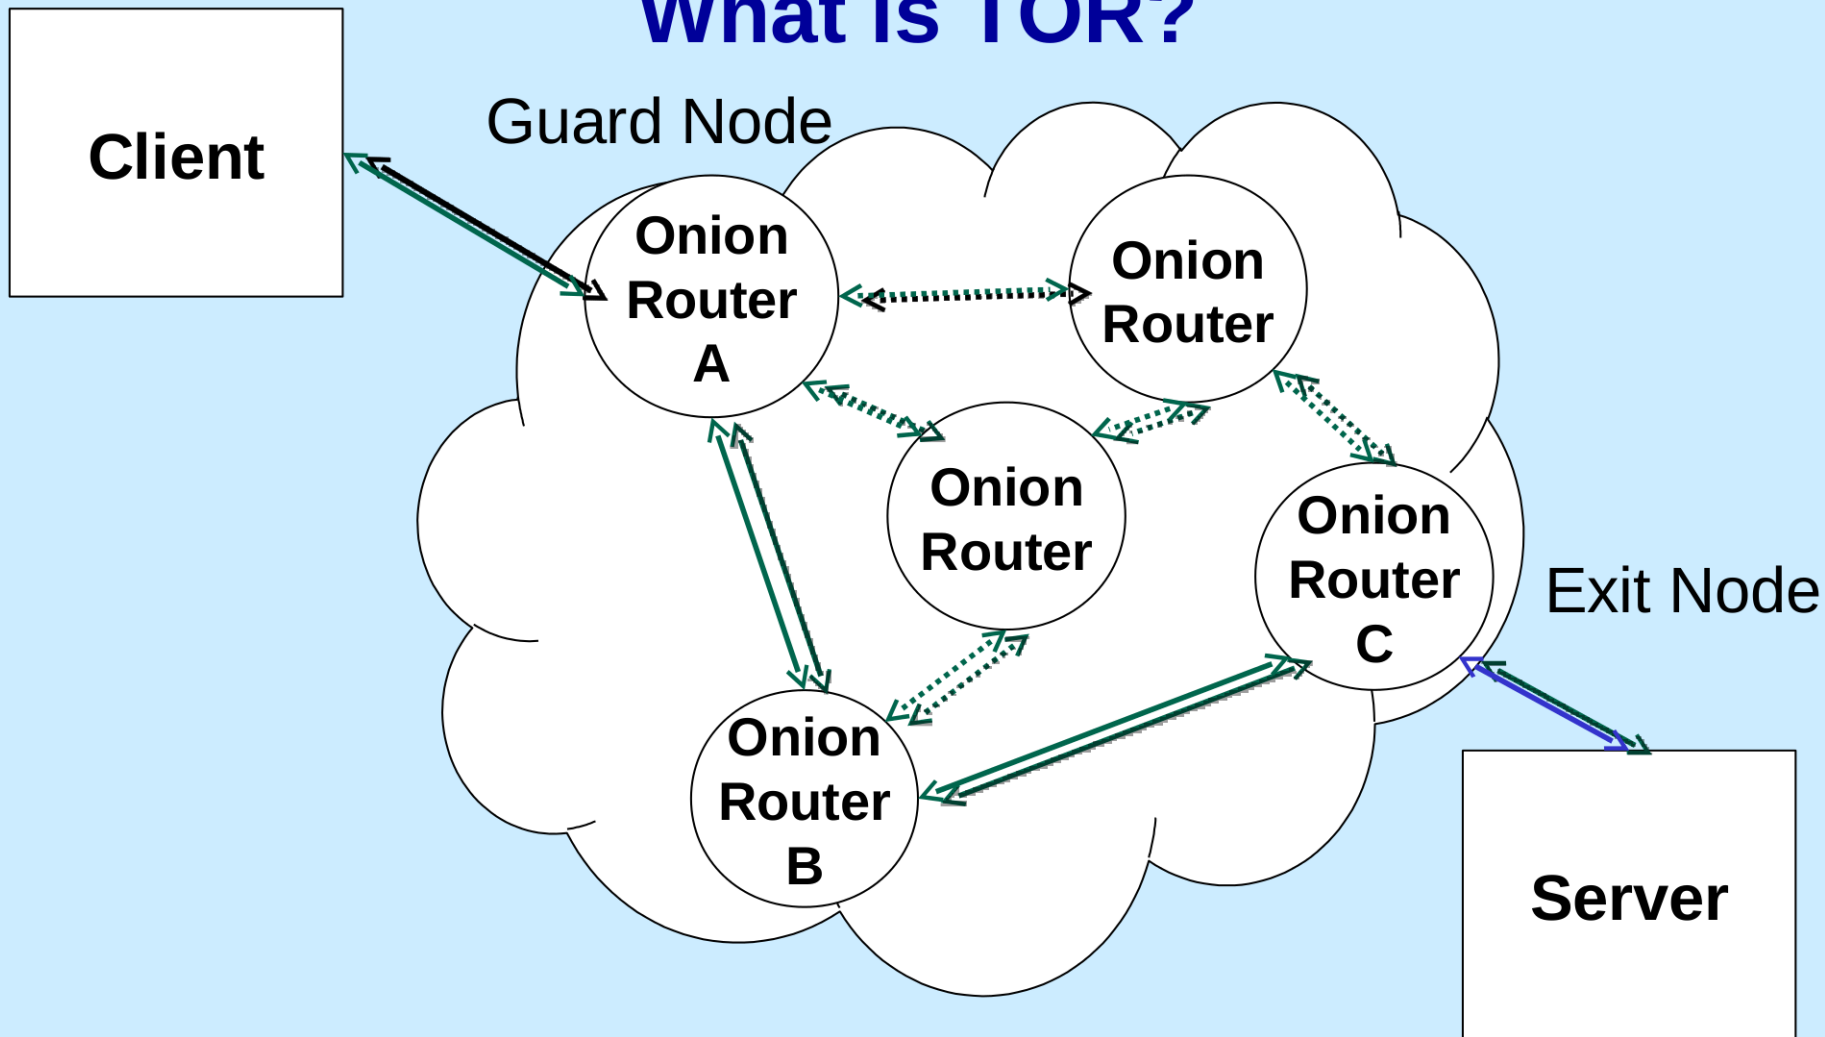 What is TOR?
Client
Guard Node
Onion
Router
A
Onion
Router
Onion
Router
Onion
Router
C
Exit Node
Onion
Router
B
Server